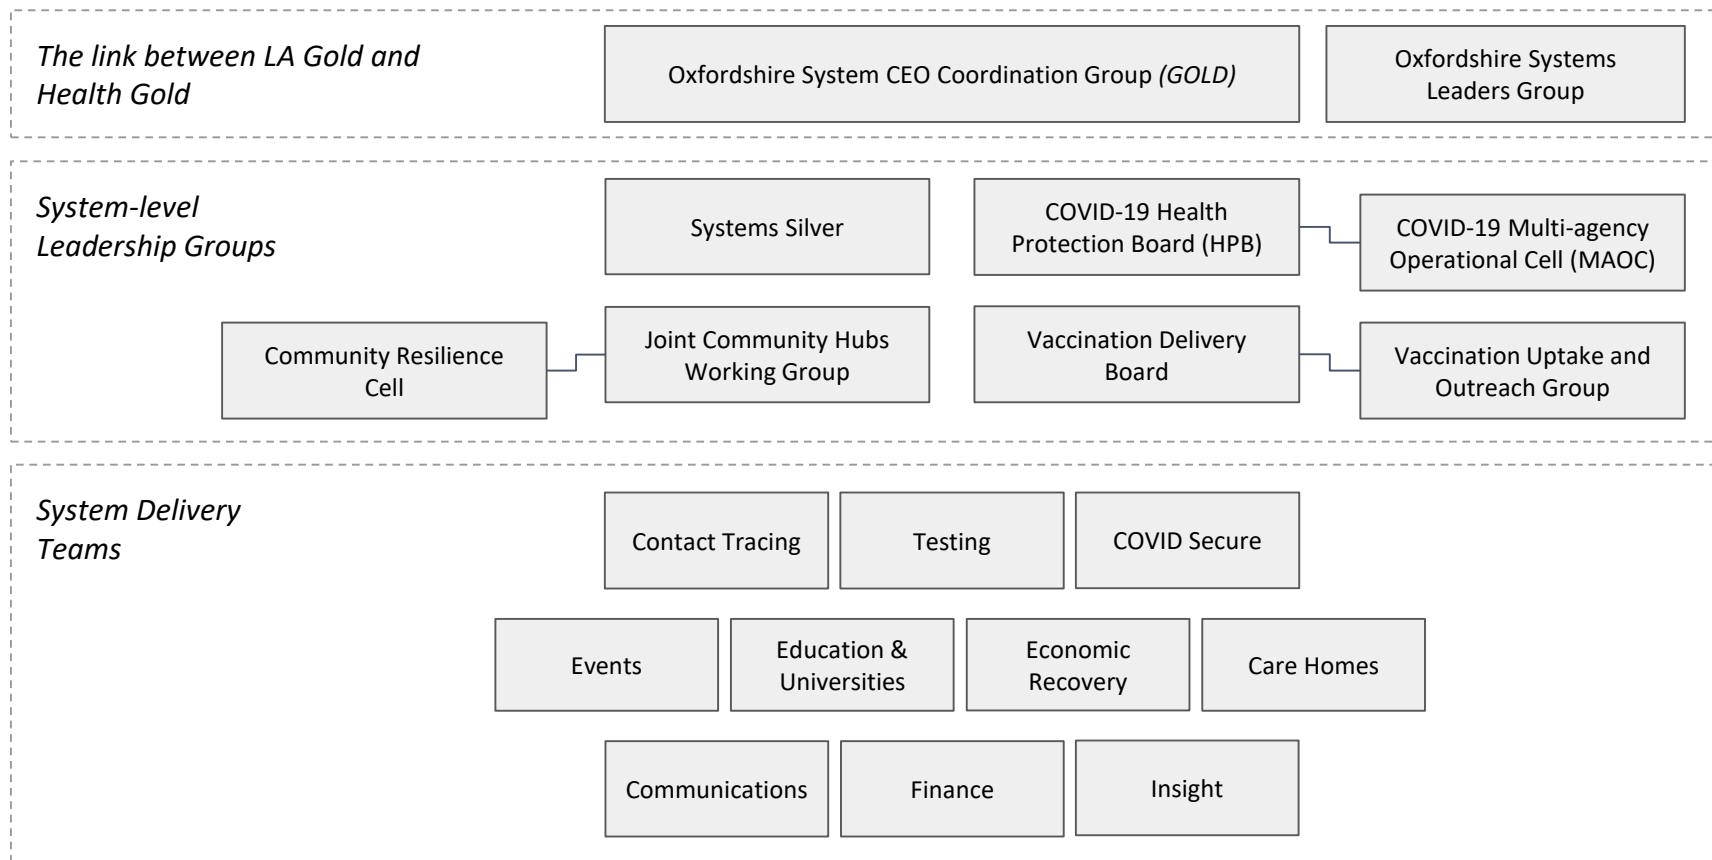 The link between LA Gold and
Health Gold
Oxfordshire System CEO Coordination Group (GOLD)
Oxfordshire Systems
Leaders Group
System-level
Leadership Groups
Systems Silver
COVID-19 Health
Protection Board (HPB)
COVID-19 Multi-agency
Operational Cell (MAOC)
Community Resilience
Cell
Joint Community Hubs
Working Group
Vaccination Delivery
Board
Vaccination Uptake and
Outreach Group
System Delivery
Teams
Contact Tracing
Testing
COVID Secure
Events
Education &
Universities
Economic
Recovery
Care Homes
Communications
Finance
Insight